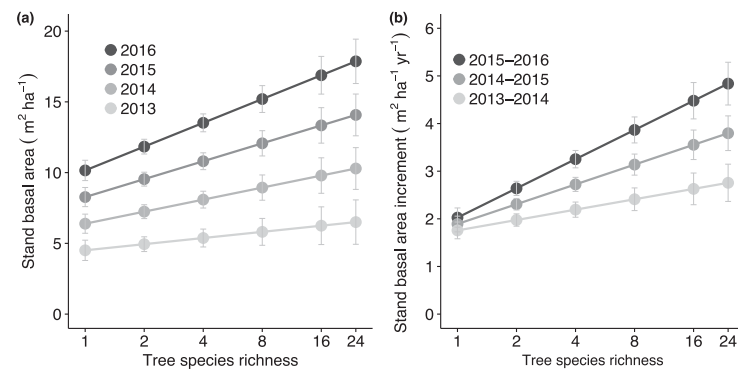 (a)
20
15
10
5
0
Stand basal area ( m² ha⁻¹)
2016
2015
2014
2013
1 2 4 8 16 24
Tree species richness
(b)
6
5
4
3
2
1
0
Stand basal area increment ( m² ha⁻¹ yr⁻¹)
2015–2016
2014–2015
2013–2014
1 2 4 8 16 24
Tree species richness